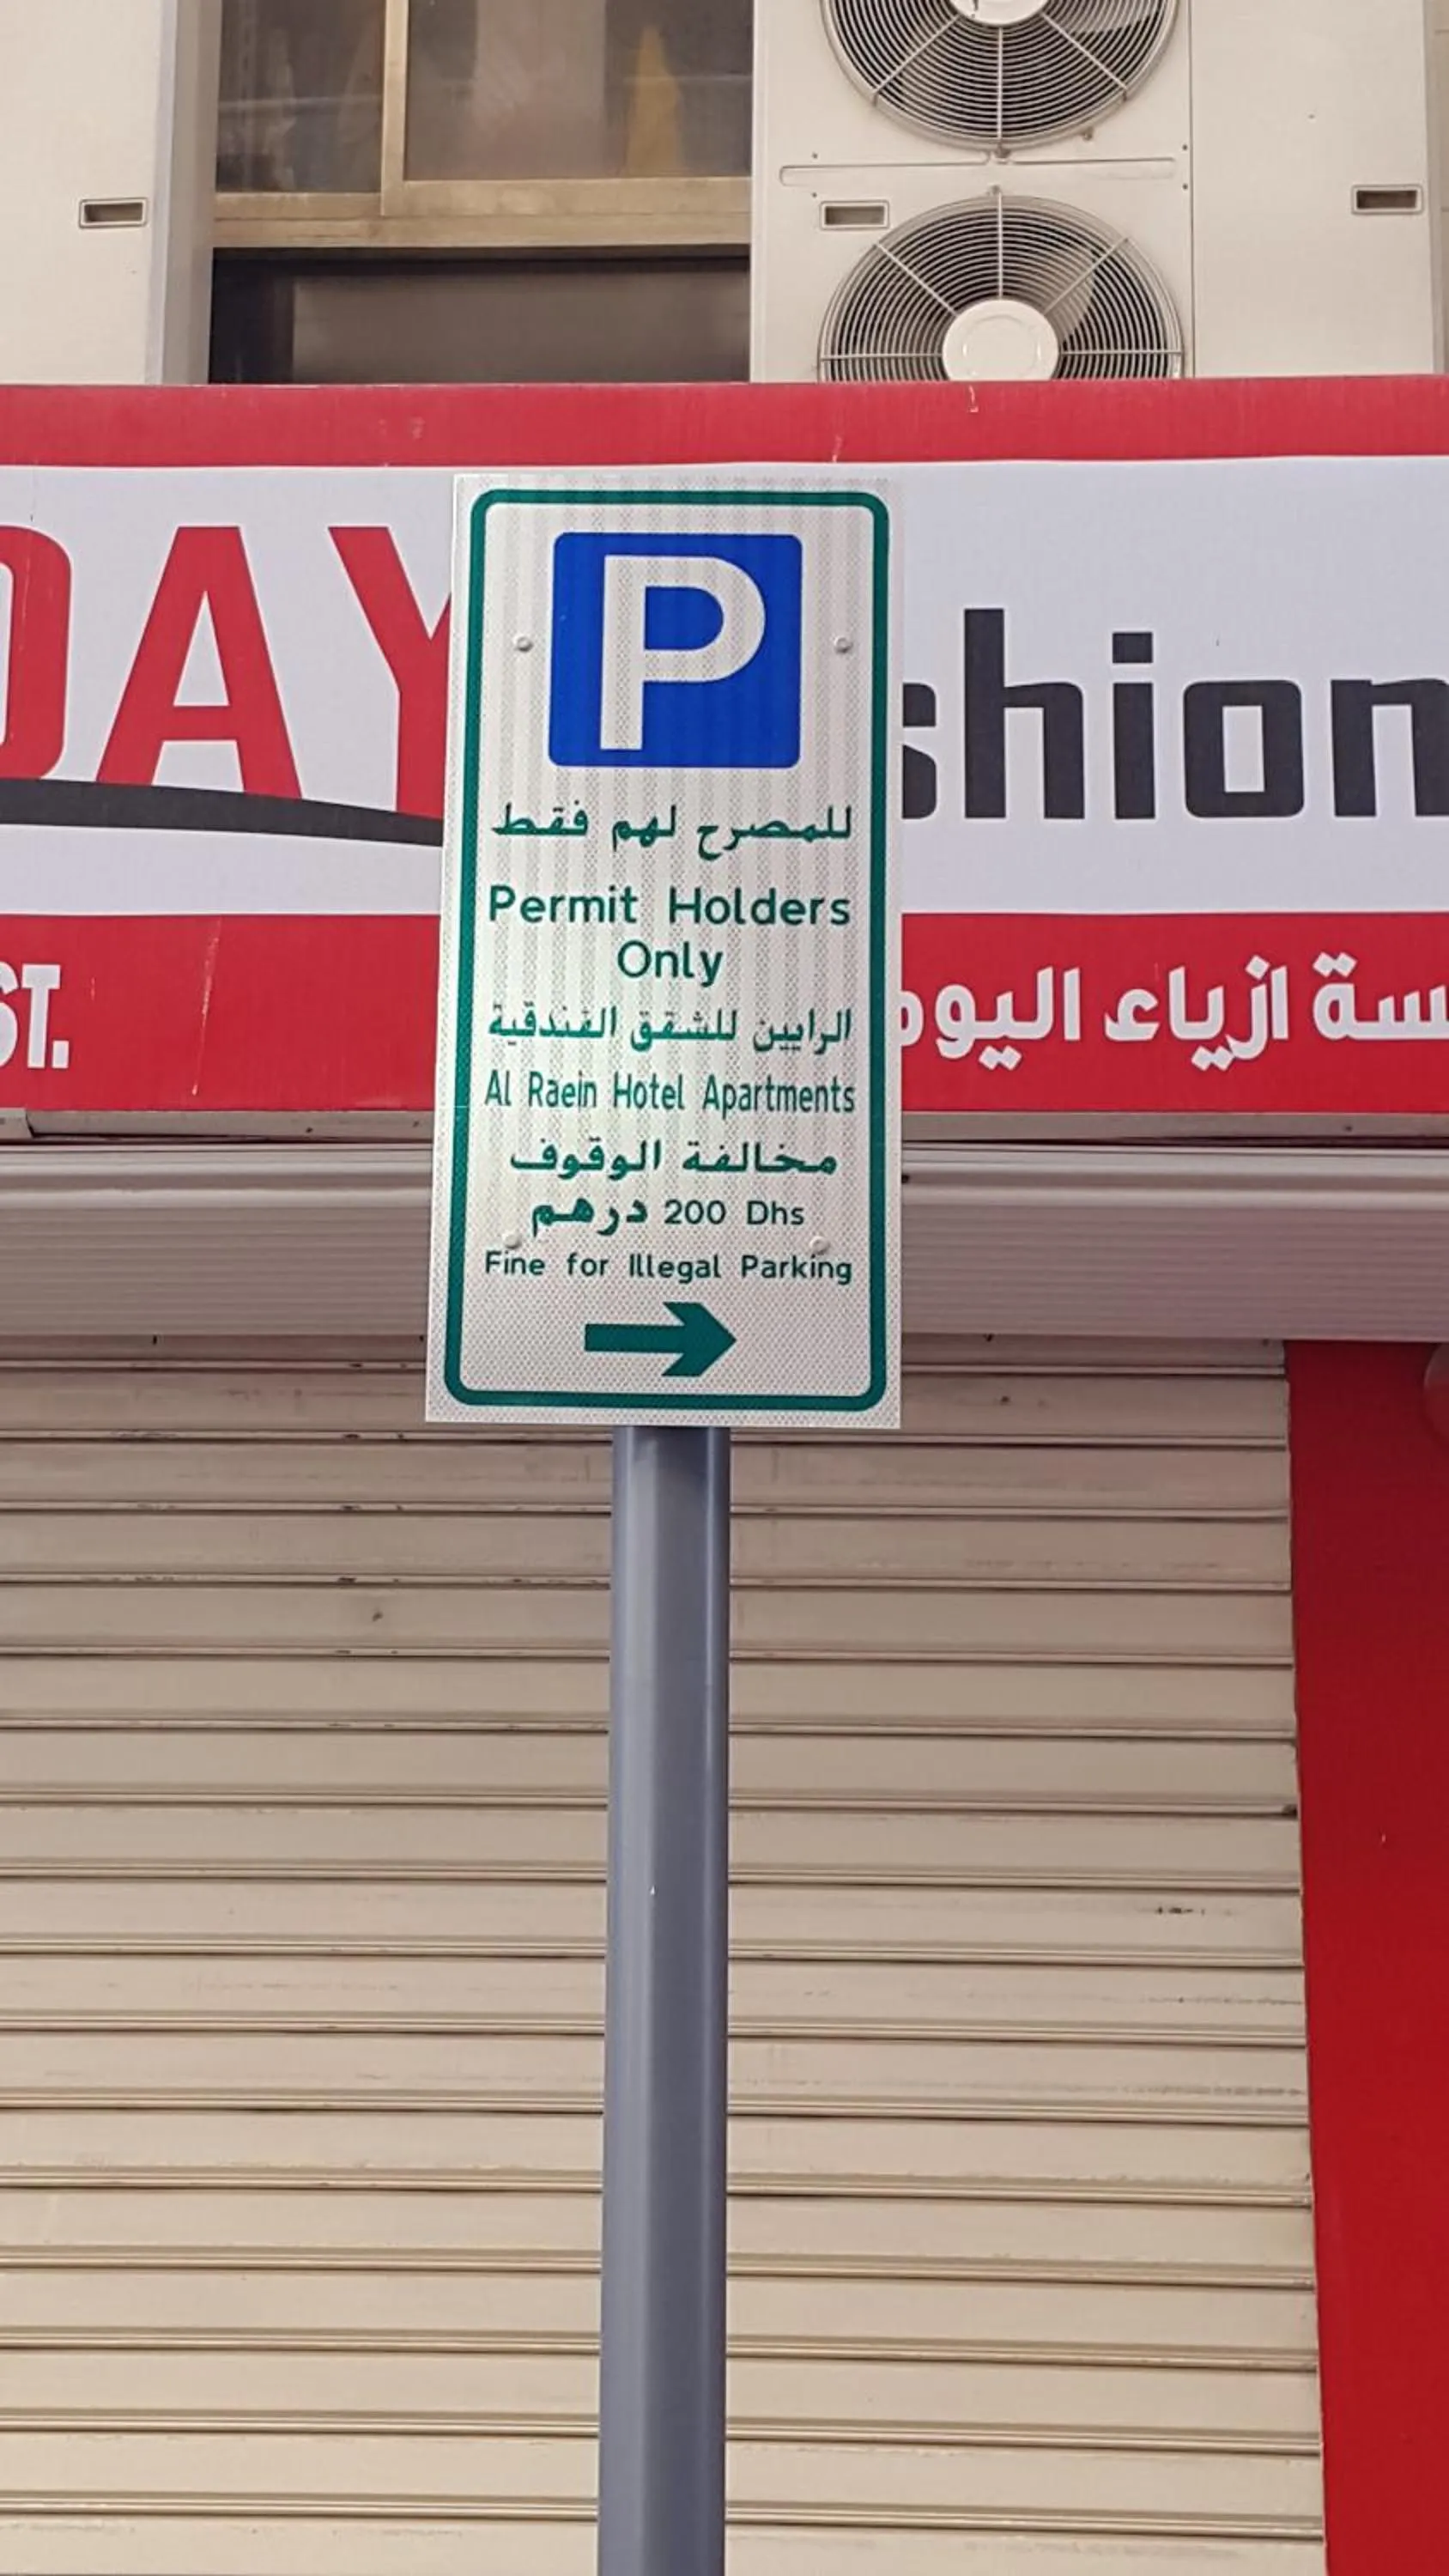 DAY
shion
ST.
سة ازياء اليوم
P
للمصرح لهم فقط
Permit Holders
Only
الرايين للشقق الفندقية
Al Raein Hotel Apartments
مخالفة الوقوف
درهم 200 Dhs
Fine for Illegal Parking